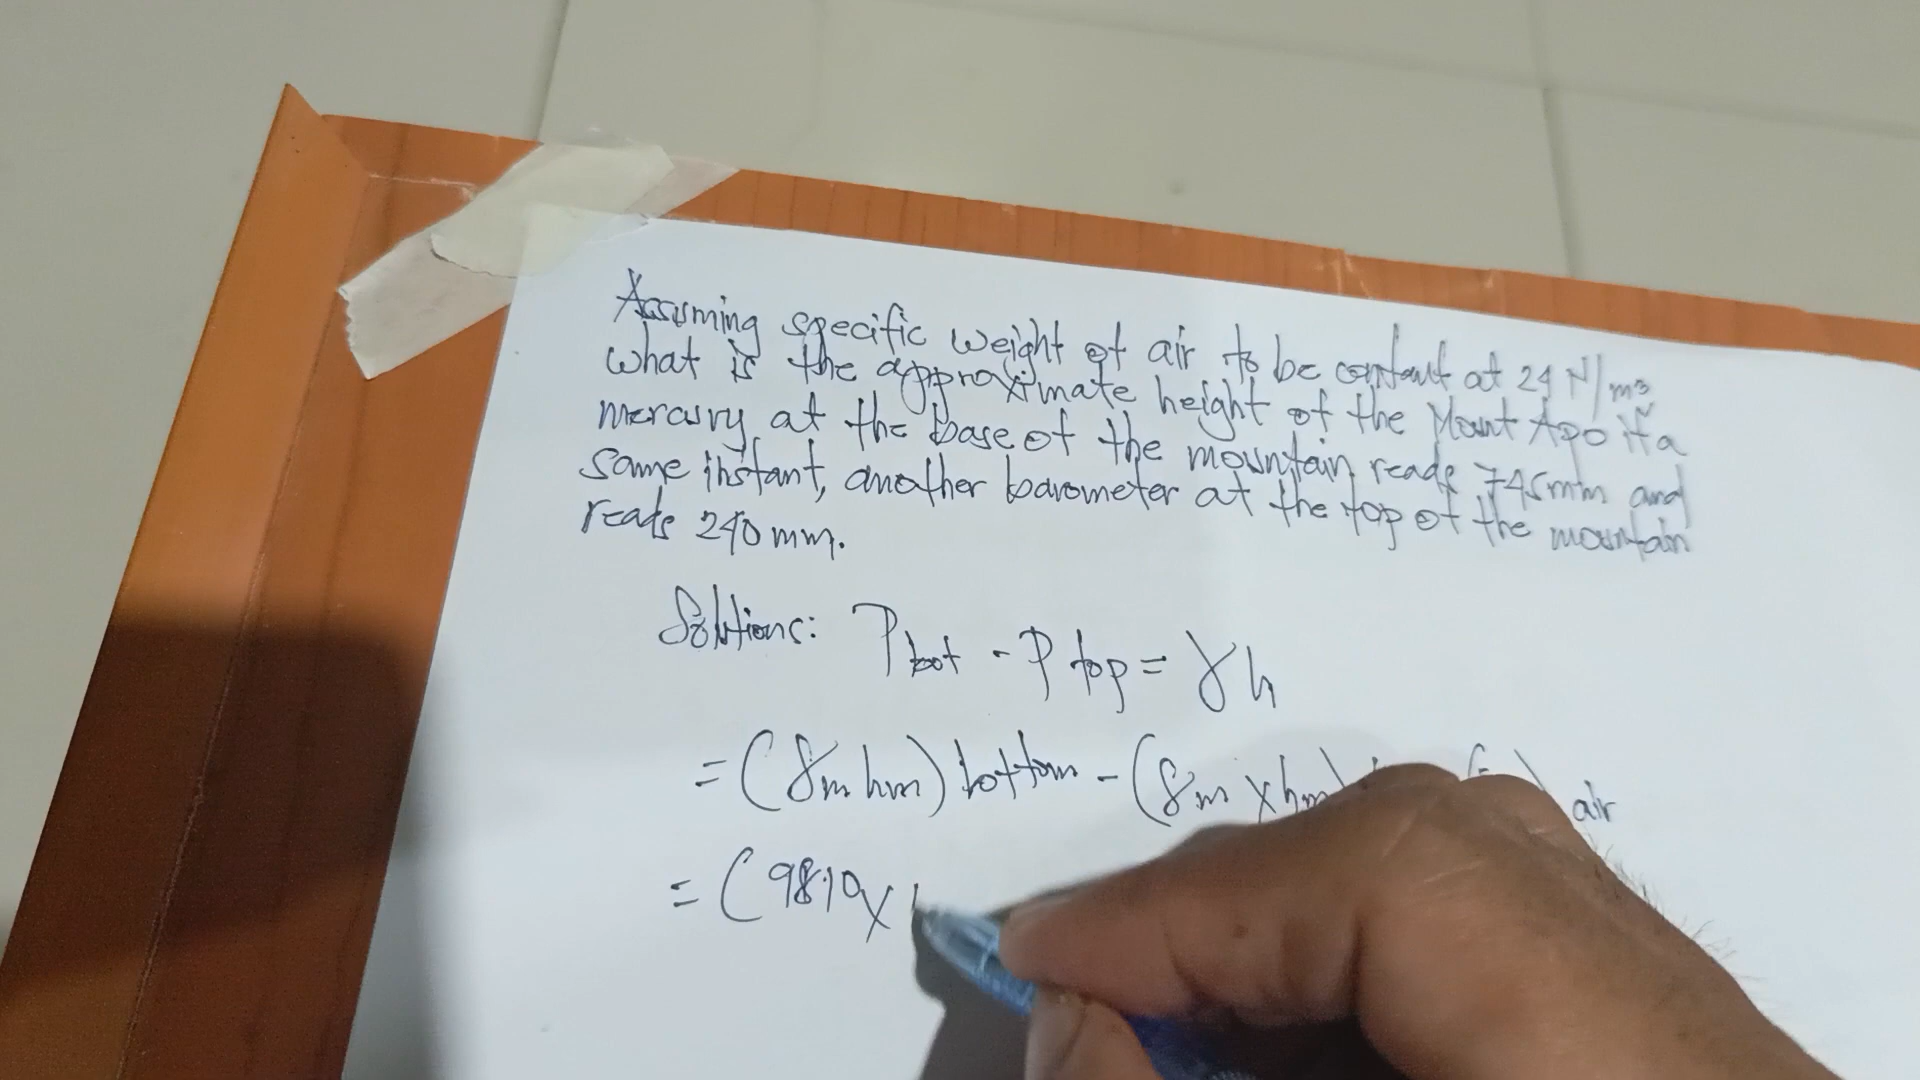 Assuming specific weight of air to be contant at 24 N/m³
what is the approximate height of the Mount Apo if a
mercury at the base of the mountain reads 745mm and
same instant, another barometer at the top of the mountain
reads 240 mm.
Solutions: Pbot - Ptop = γh
= (γm hm) bottom - (γm x hm) air
= (9810 x